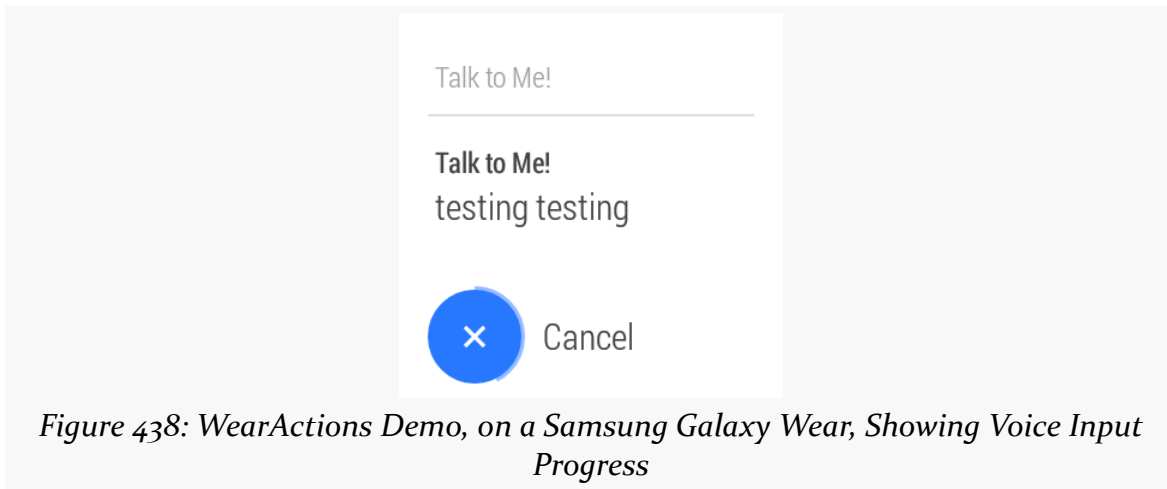 Talk to Me!
Talk to Me!
testing testing
Cancel
Figure 438: WearActions Demo, on a Samsung Galaxy Wear, Showing Voice Input
Progress